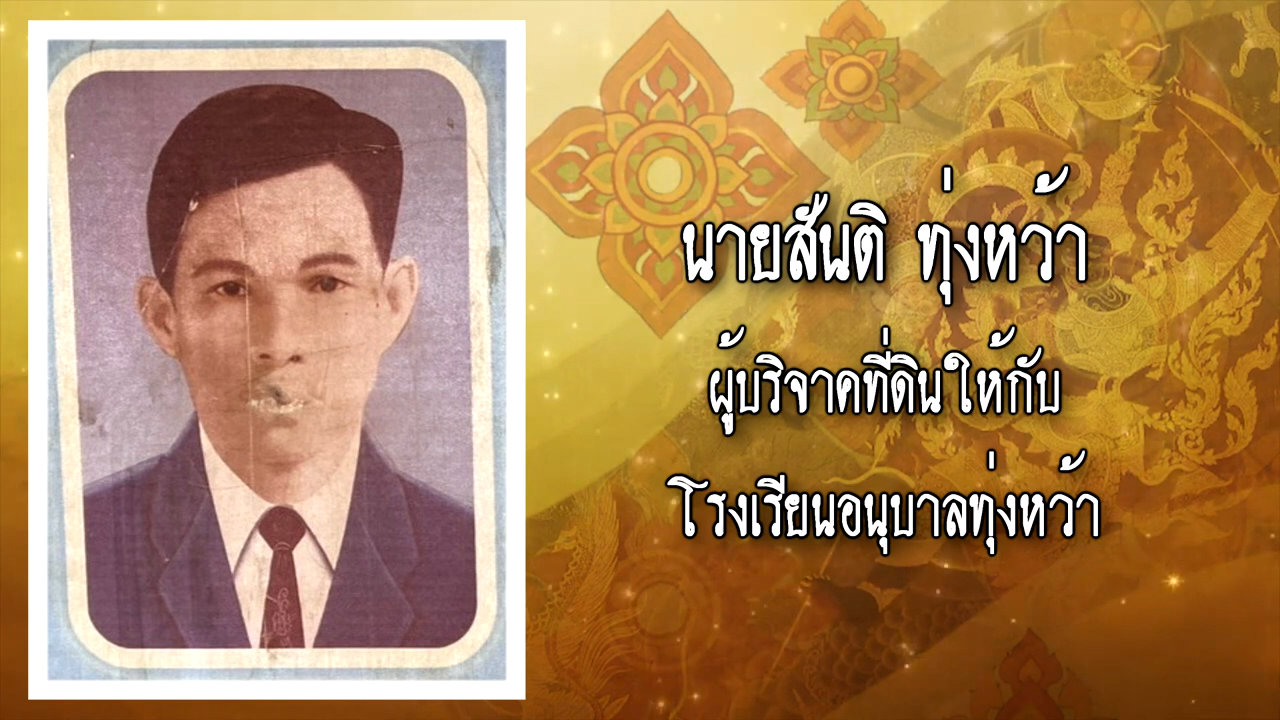 นายสันติ ทุ่งหว้า
ผู้บริจาคที่ดินให้กับ
โรงเรียนอนุบาลทุ่งหว้า